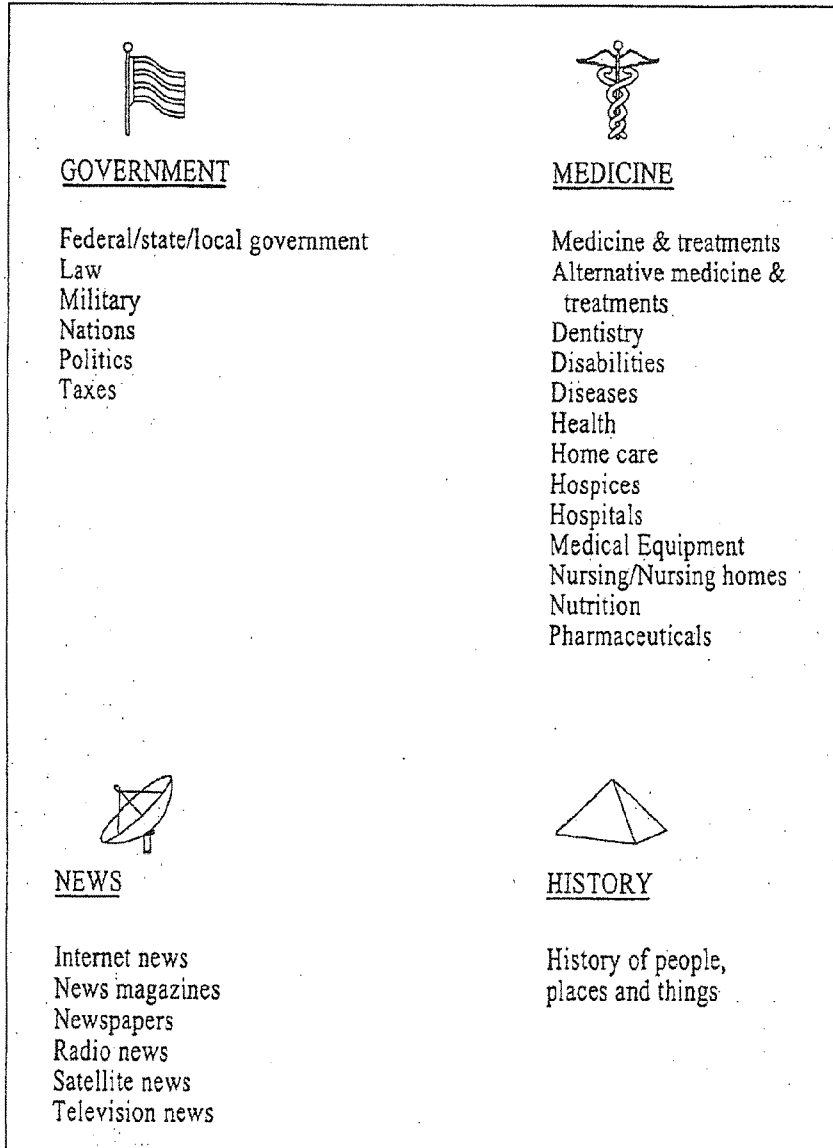 GOVERNMENT
Federal/state/local government
Law
Military
Nations
Politics
Taxes
MEDICINE
Medicine & treatments
Alternative medicine &
treatments
Dentistry
Disabilities
Diseases
Health
Home care
Hospices
Hospitals
Medical Equipment
Nursing/Nursing homes
Nutrition
Pharmaceuticals
NEWS
Internet news
News magazines
Newspapers
Radio news
Satellite news
Television news
HISTORY
History of people,
places and things